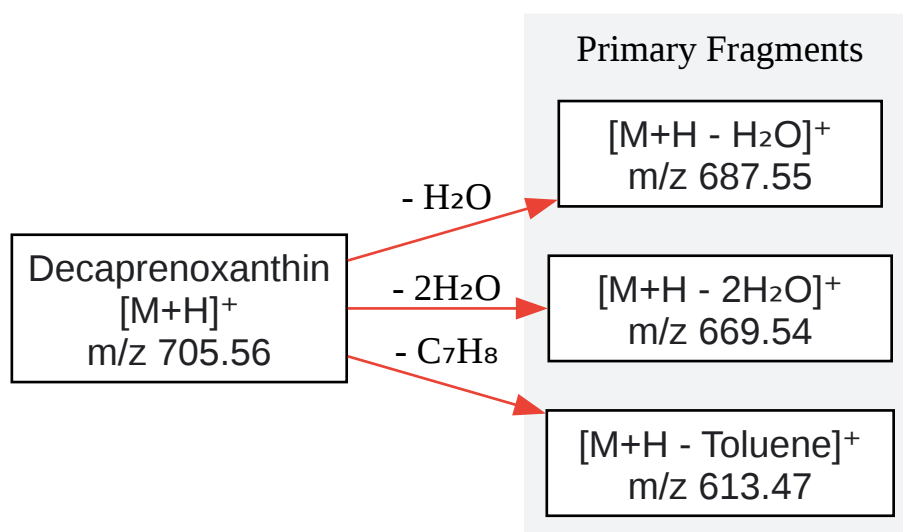 Primary Fragments
[M+H - H₂O]⁺
m/z 687.55
- H₂O
Decaprenoxanthin
[M+H]⁺
m/z 705.56
- 2H₂O
[M+H - 2H₂O]⁺
m/z 669.54
- C₇H₈
[M+H - Toluene]⁺
m/z 613.47